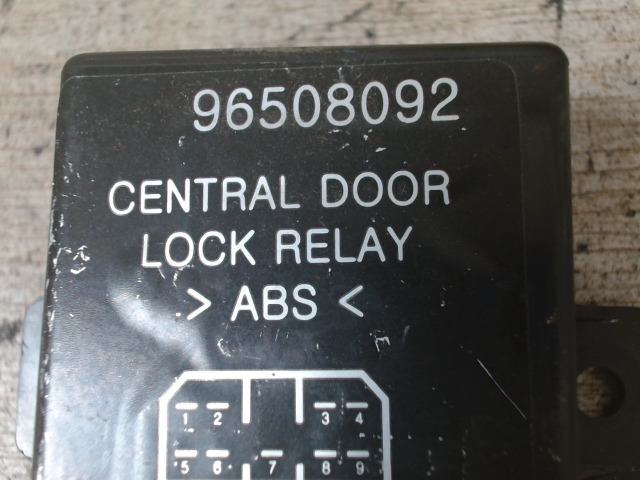 96508092
CENTRAL DOOR
LOCK RELAY
> ABS <
1 2 3 4
5 6 7 8 9